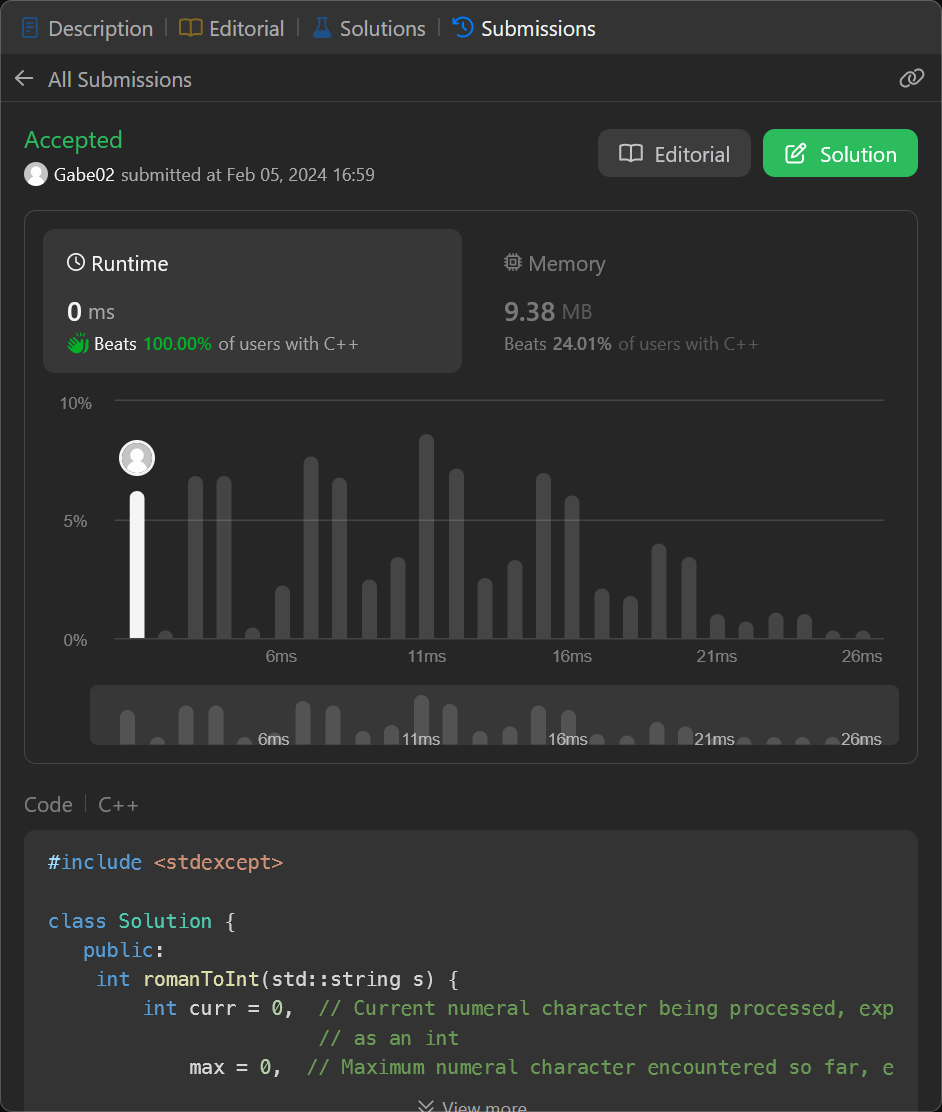 Description | Editorial | Solutions | Submissions
All Submissions
Accepted
Editorial
Solution
Gabe02 submitted at Feb 05, 2024 16:59
Runtime
Memory
0 ms
9.38 MB
Beats 100.00% of users with C++
Beats 24.01% of users with C++
10%
5%
0%
6ms 11ms 16ms 21ms 26ms
6ms 11ms 16ms 21ms 26ms
Code | C++
#include <stdexcept>
class Solution {
public:
int romanToInt(std::string s) {
int curr = 0,  // Current numeral character being processed, exp
// as an int
max = 0,  // Maximum numeral character encountered so far, e
View more